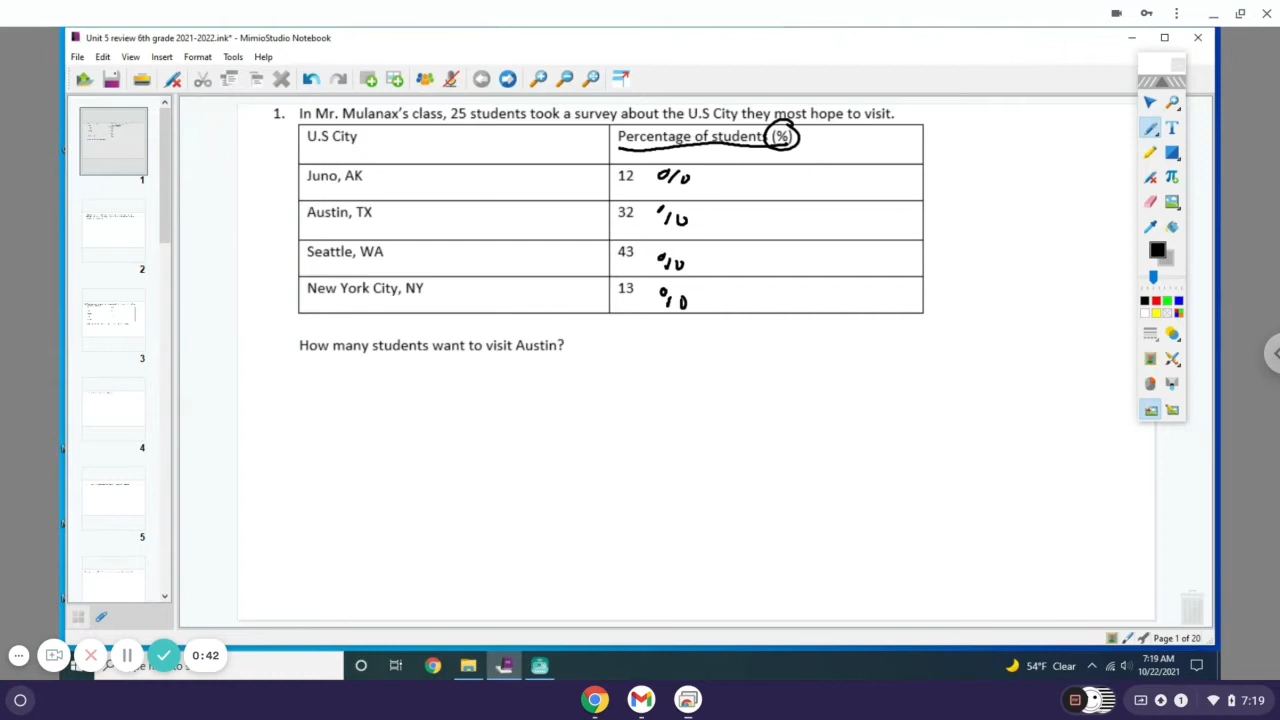 Unit 5 review 6th grade 2021-2022.ink* - MimioStudio Notebook
File Edit View Insert Format Tools Help
1. In Mr. Mulanax's class, 25 students took a survey about the U.S City they most hope to visit.
U.S City Percentage of students (%)
Juno, AK 12 %
Austin, TX 32 %
Seattle, WA 43 %
New York City, NY 13 %
How many students want to visit Austin?
1
2
3
4
5
Page 1 of 20
0:42
54°F Clear
7:19 AM
10/22/2021
1
7:19